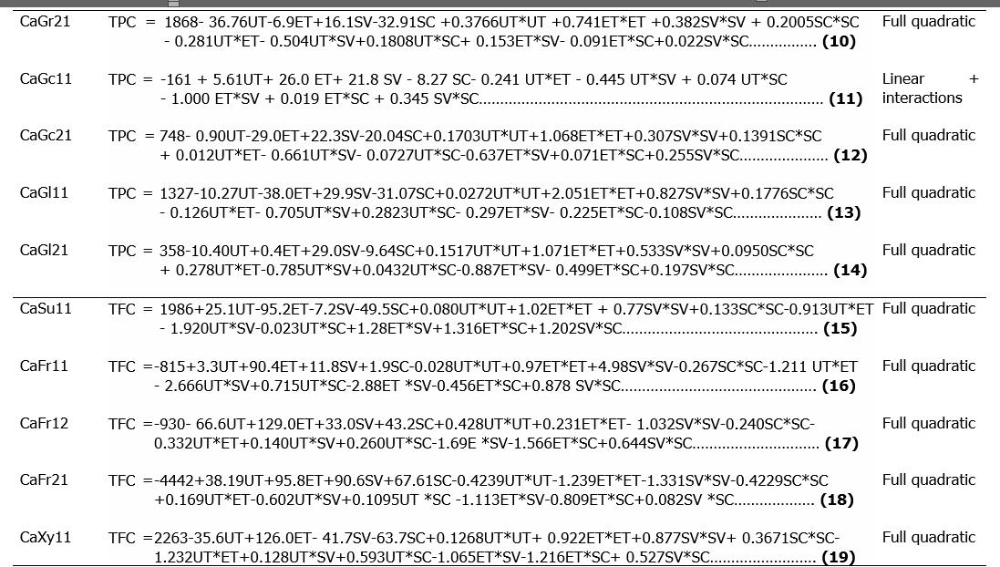 CaGr21 TPC = 1868- 36.76UT-6.9ET+16.1SV-32.91SC +0.3766UT*UT +0.741ET*ET +0.382SV*SV + 0.2005SC*SC Full quadratic
- 0.281UT*ET- 0.504UT*SV+0.1808UT*SC+ 0.153ET*SV- 0.091ET*SC+0.022SV*SC............... (10)
CaGc11 TPC = -161 + 5.61UT+ 26.0 ET+ 21.8 SV - 8.27 SC- 0.241 UT*ET - 0.445 UT*SV + 0.074 UT*SC Linear +
- 1.000 ET*SV + 0.019 ET*SC + 0.345 SV*SC.......................................................................... (11) interactions
CaGc21 TPC = 748- 0.90UT-29.0ET+22.3SV-20.04SC+0.1703UT*UT+1.068ET*ET+0.307SV*SV+0.1391SC*SC Full quadratic
+ 0.012UT*ET- 0.661UT*SV- 0.0727UT*SC-0.637ET*SV+0.071ET*SC+0.255SV*SC................... (12)
CaGl11 TPC = 1327-10.27UT-38.0ET+29.9SV-31.07SC+0.0272UT*UT+2.051ET*ET+0.827SV*SV+0.1776SC*SC Full quadratic
- 0.126UT*ET- 0.705UT*SV+0.2823UT*SC- 0.297ET*SV- 0.225ET*SC-0.108SV*SC................... (13)
CaGl21 TPC = 358-10.40UT+0.4ET+29.0SV-9.64SC+0.1517UT*UT+1.071ET*ET+0.533SV*SV+0.0950SC*SC Full quadratic
+ 0.278UT*ET-0.785UT*SV+0.0432UT*SC-0.887ET*SV- 0.499ET*SC+0.197SV*SC.................... (14)
CaSu11 TFC = 1986+25.1UT-95.2ET-7.2SV-49.5SC+0.080UT*UT+1.02ET*ET + 0.77SV*SV+0.133SC*SC-0.913UT*ET Full quadratic
- 1.920UT*SV-0.023UT*SC+1.28ET*SV+1.316ET*SC+1.202SV*SC.......................................... (15)
CaFr11 TFC =-815+3.3UT+90.4ET+11.8SV+1.9SC-0.028UT*UT+0.97ET*ET+4.98SV*SV-0.267SC*SC-1.211 UT*ET Full quadratic
- 2.666UT*SV+0.715UT*SC-2.88ET *SV-0.456ET*SC+0.878 SV*SC.......................................... (16)
CaFr12 TFC =-930- 66.6UT+129.0ET+33.0SV+43.2SC+0.428UT*UT+0.231ET*ET- 1.032SV*SV-0.240SC*SC- Full quadratic
0.332UT*ET+0.140UT*SV+0.260UT*SC-1.69E *SV-1.566ET*SC+0.644SV*SC........................... (17)
CaFr21 TFC =-4442+38.19UT+95.8ET+90.6SV+67.61SC-0.4239UT*UT-1.239ET*ET-1.331SV*SV-0.4229SC*SC Full quadratic
+0.169UT*ET-0.602UT*SV+0.1095UT *SC -1.113ET*SV-0.809ET*SC+0.082SV *SC................. (18)
CaXy11 TFC =2263-35.6UT+126.0ET- 41.7SV-63.7SC+0.1268UT*UT+ 0.922ET*ET+0.877SV*SV+ 0.3671SC*SC- Full quadratic
1.232UT*ET+0.128UT*SV+0.593UT*SC-1.065ET*SV-1.216ET*SC+ 0.527SV*SC....................... (19)